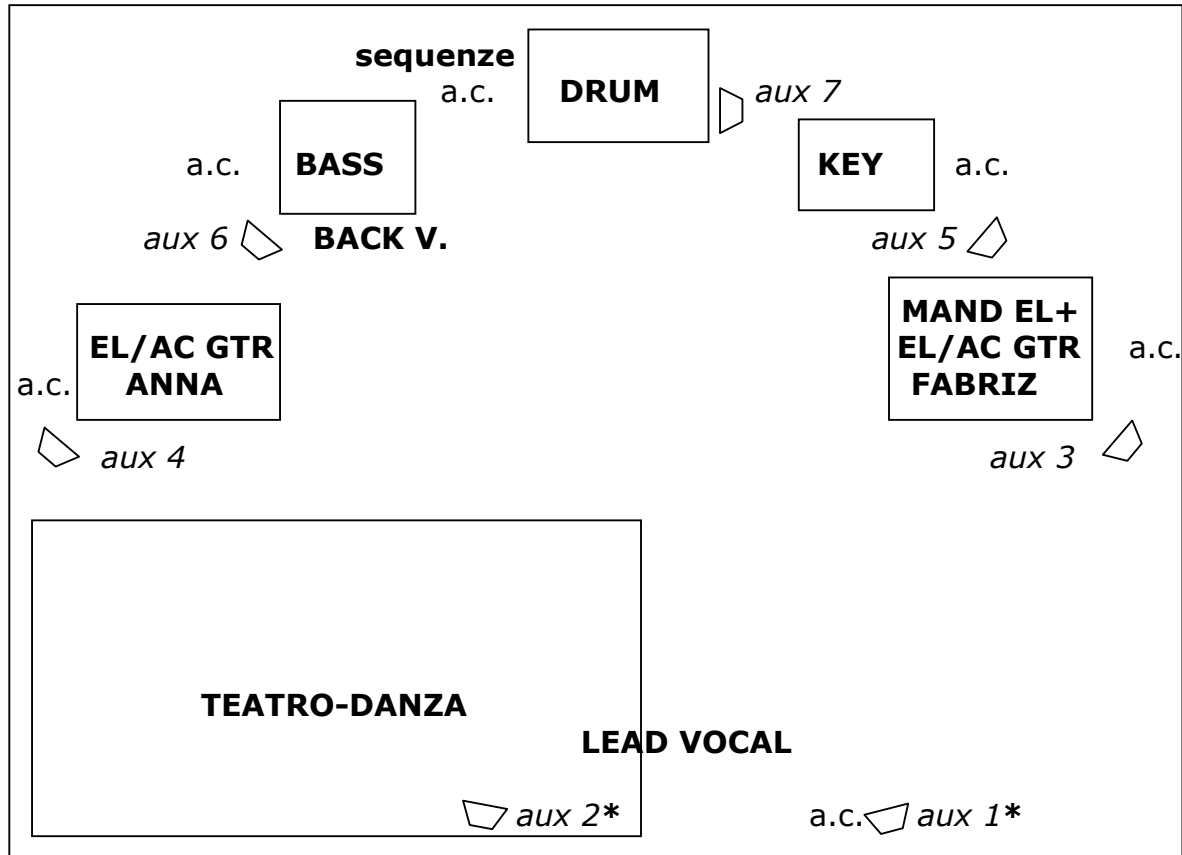 sequenze
a.c.
DRUM
aux 7
a.c.
BASS
KEY
a.c.
aux 6
BACK V.
aux 5
EL/AC GTR
ANNA
a.c.
MAND EL+
EL/AC GTR
FABRIZ
a.c.
aux 4
aux 3
TEATRO-DANZA
LEAD VOCAL
aux 2*
a.c.
aux 1*